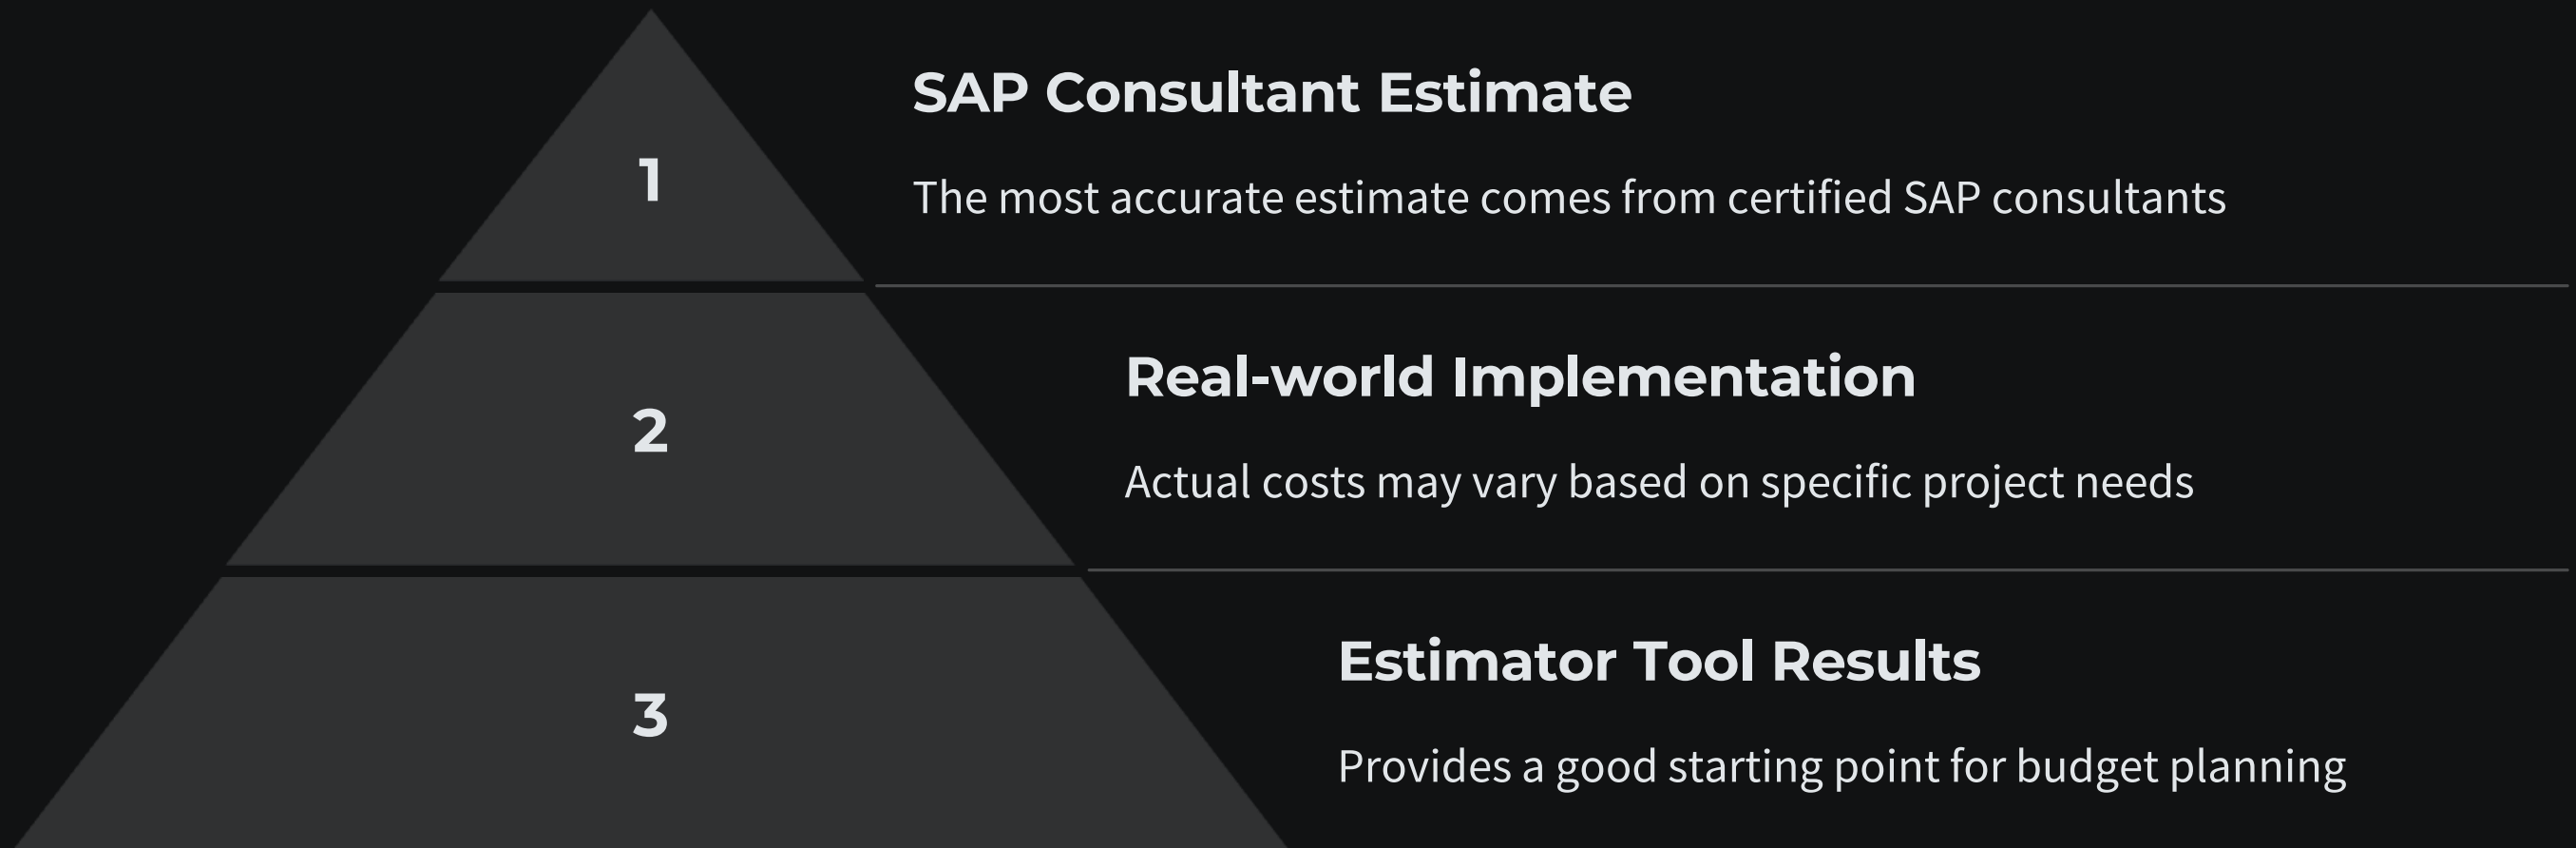 1
SAP Consultant Estimate
The most accurate estimate comes from certified SAP consultants
2
Real-world Implementation
Actual costs may vary based on specific project needs
3
Estimator Tool Results
Provides a good starting point for budget planning